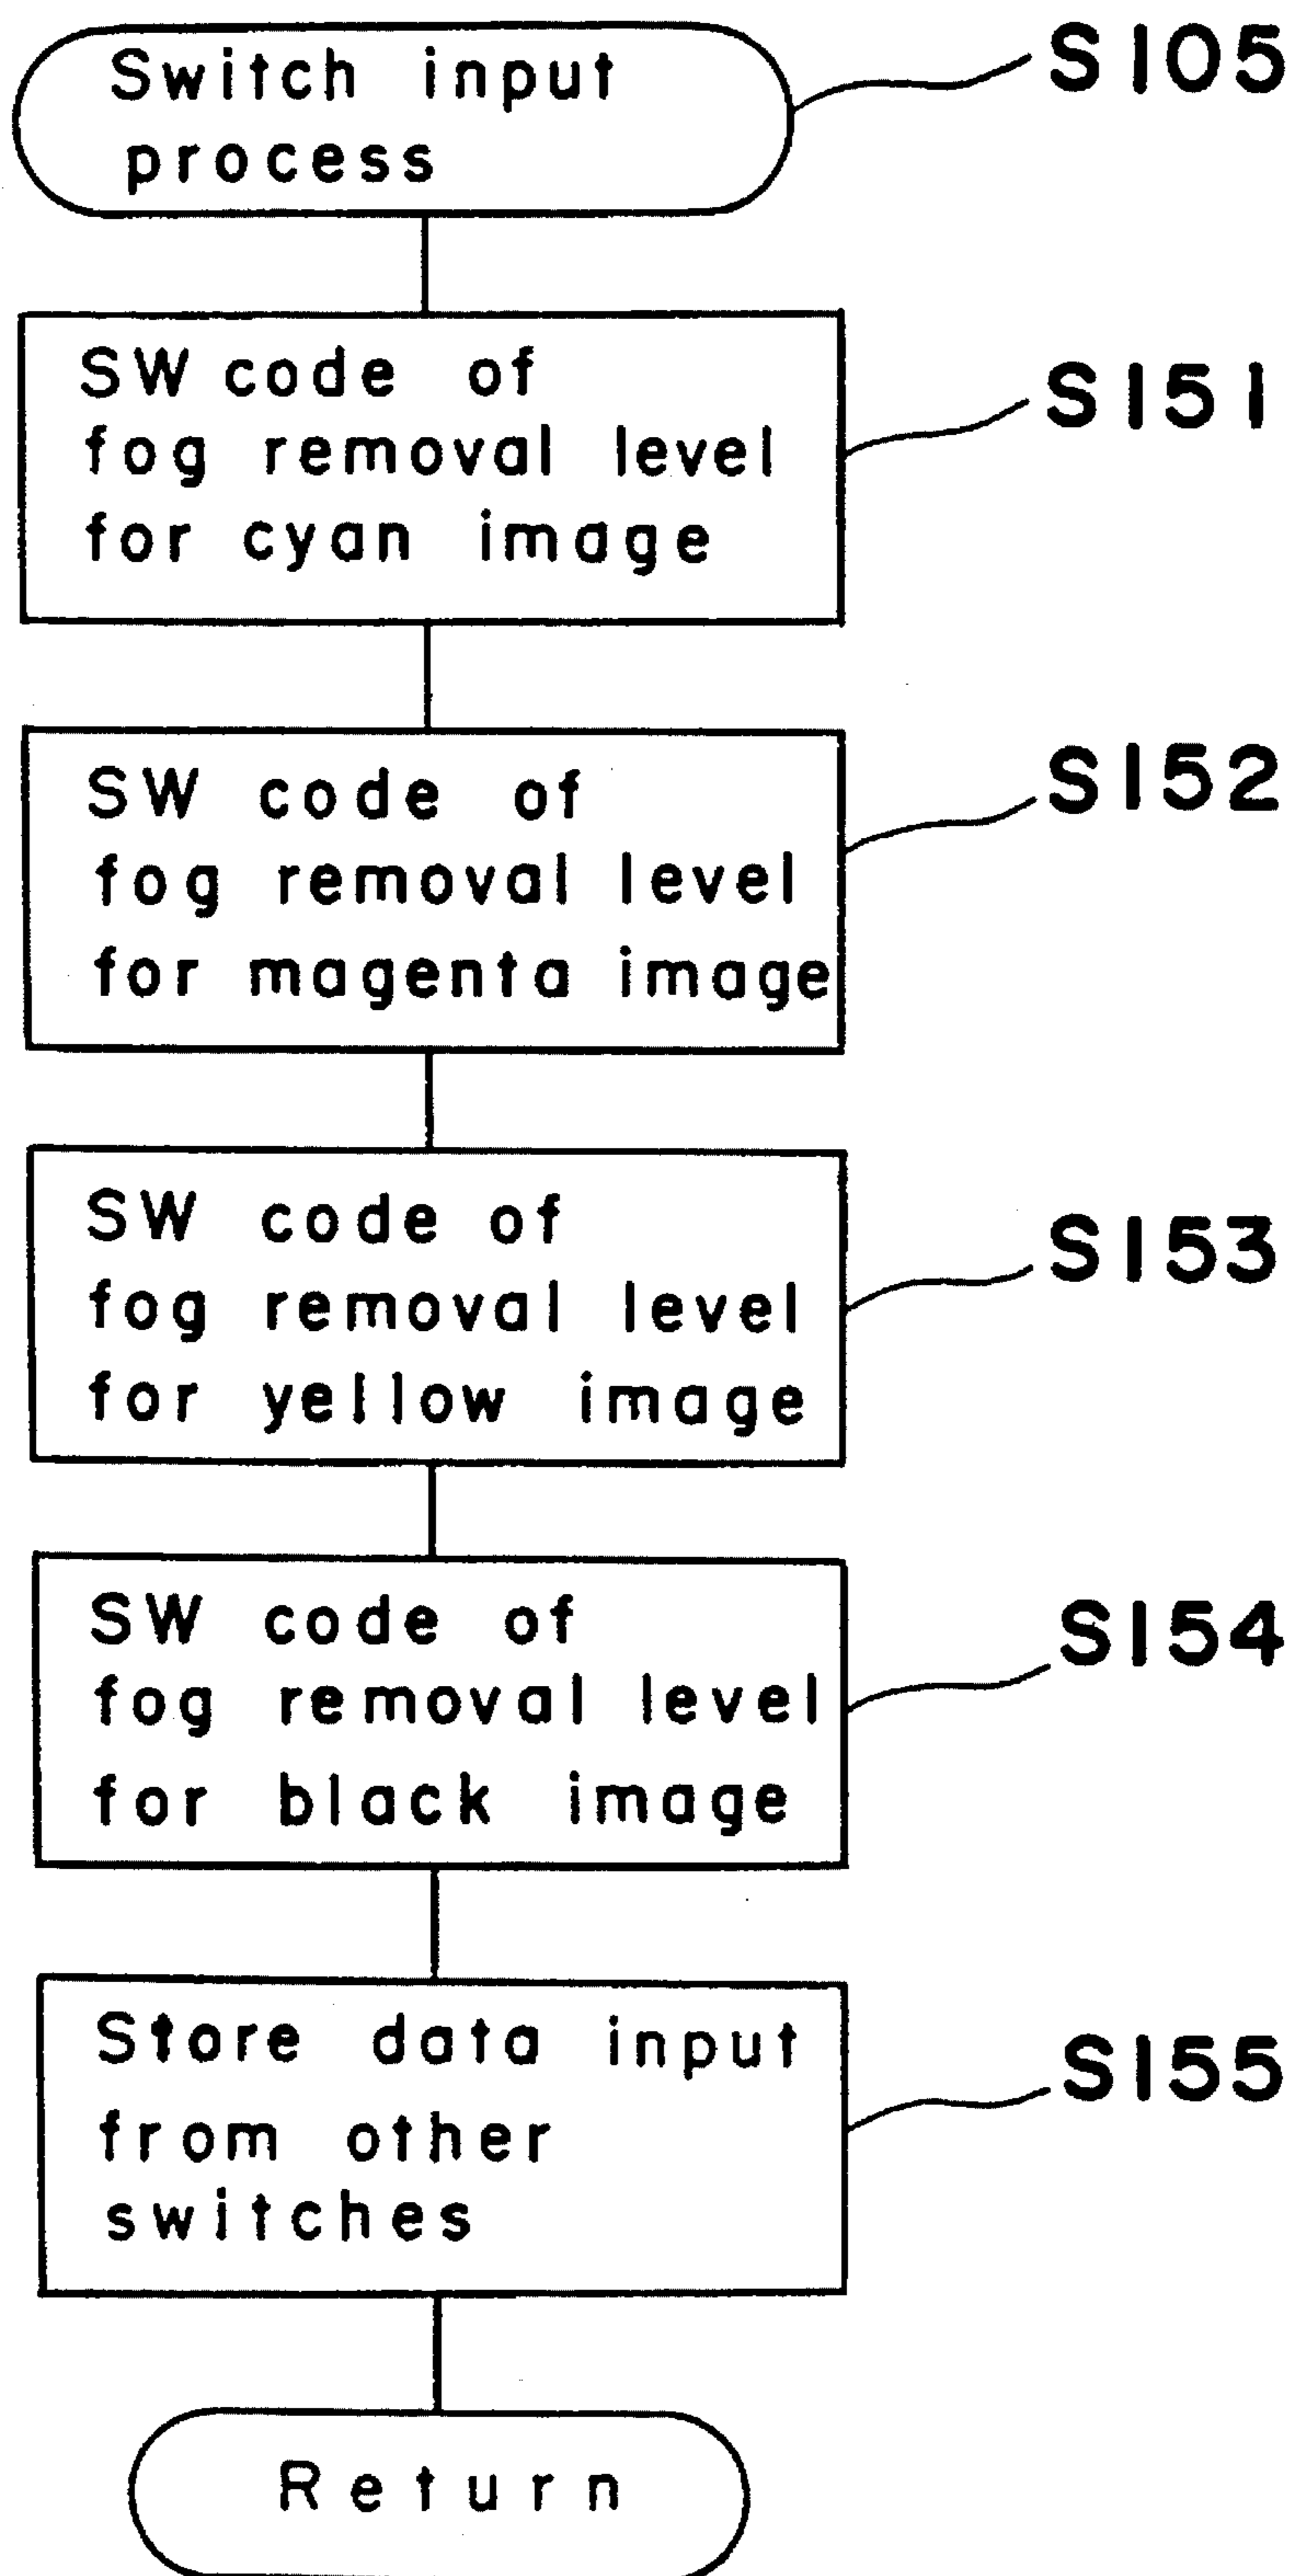 Switch input
process
S105
SW code of
fog removal level
for cyan image
S151
SW code of
fog removal level
for magenta image
S152
SW code of
fog removal level
for yellow image
S153
SW code of
fog removal level
for black image
S154
Store data input
from other
switches
S155
Return